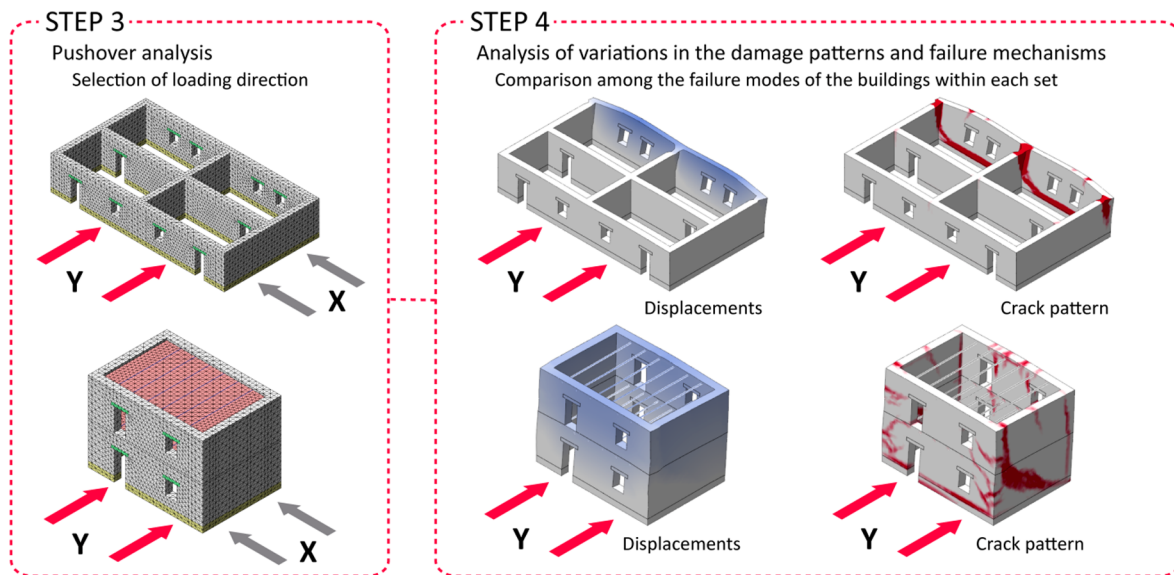 STEP 3
Pushover analysis
Selection of loading direction
Y
X
Y
X
STEP 4
Analysis of variations in the damage patterns and failure mechanisms
Comparison among the failure modes of the buildings within each set
Y
Displacements
Y
Crack pattern
Y
Displacements
Y
Crack pattern